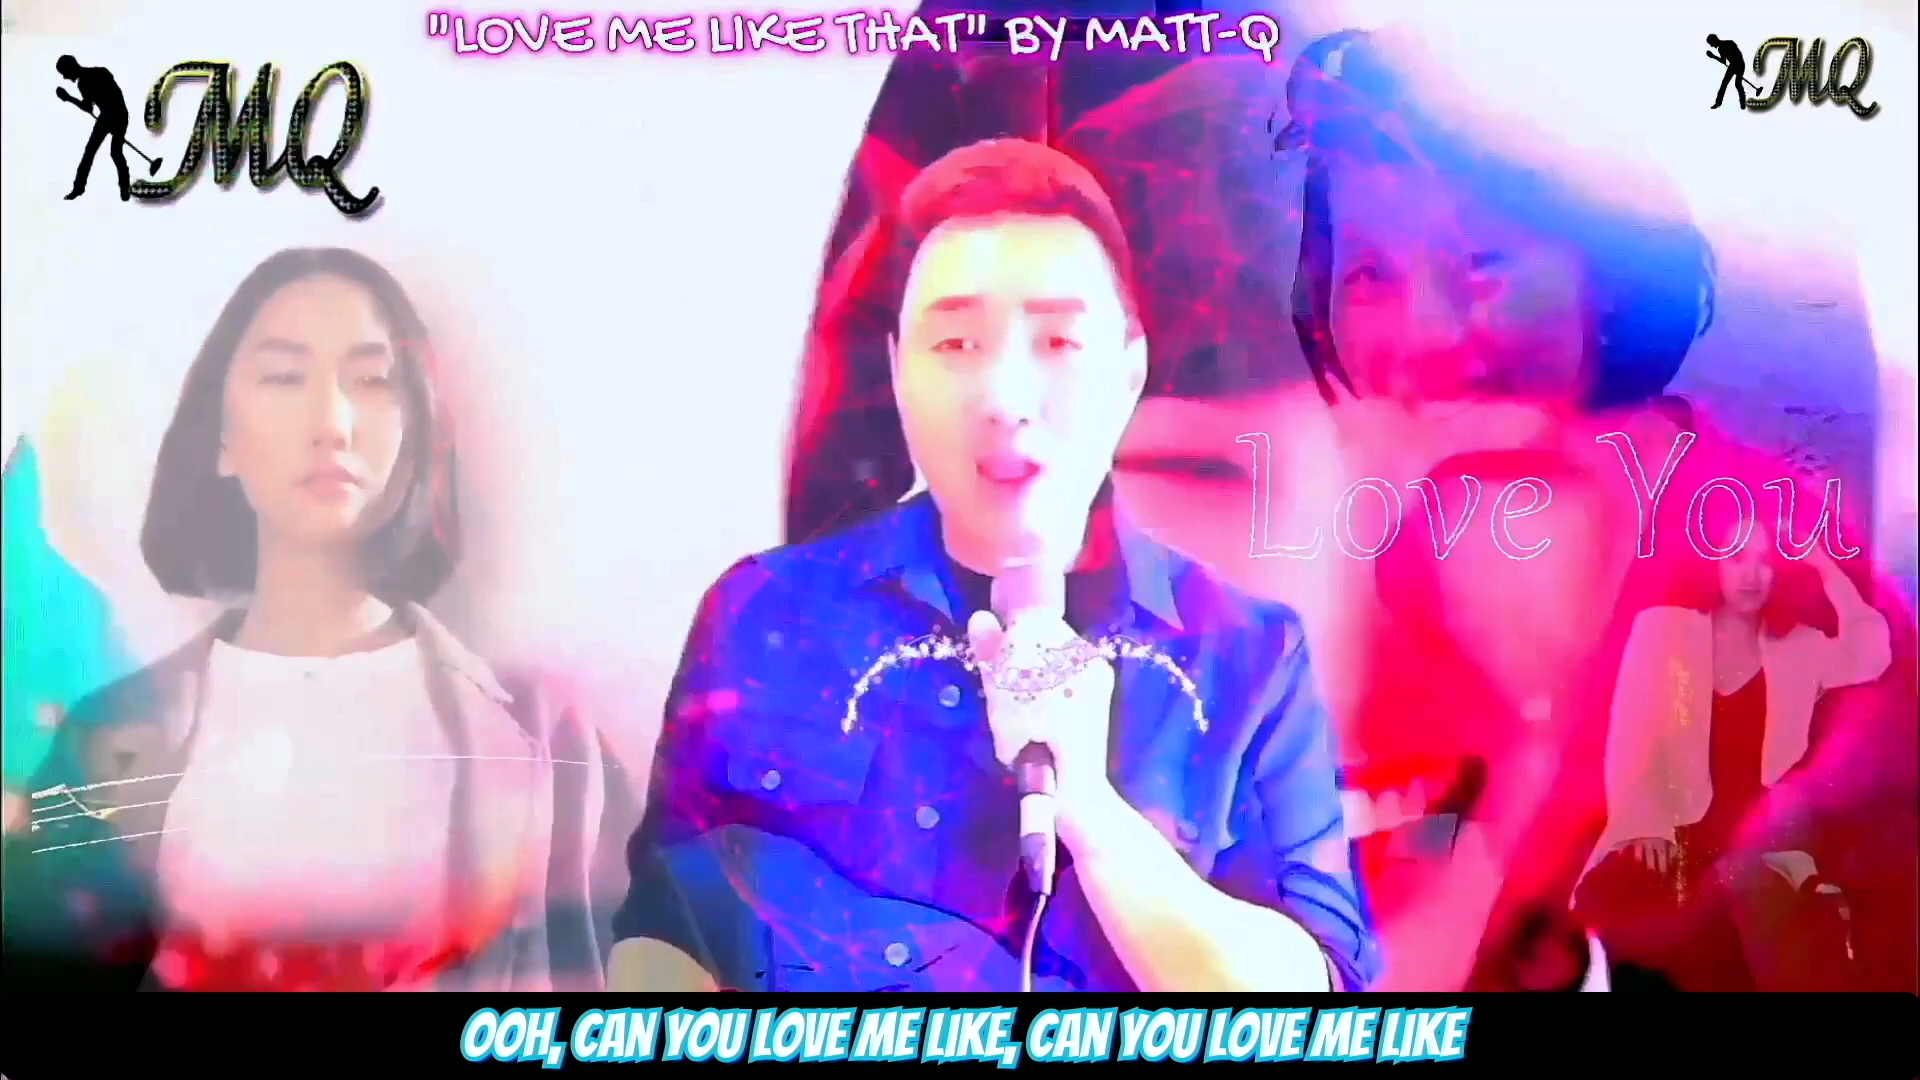 "LOVE ME LIKE THAT" BY MATT-Q
MQ
MQ
Love You
OOH, CAN YOU LOVE ME LIKE, CAN YOU LOVE ME LIKE